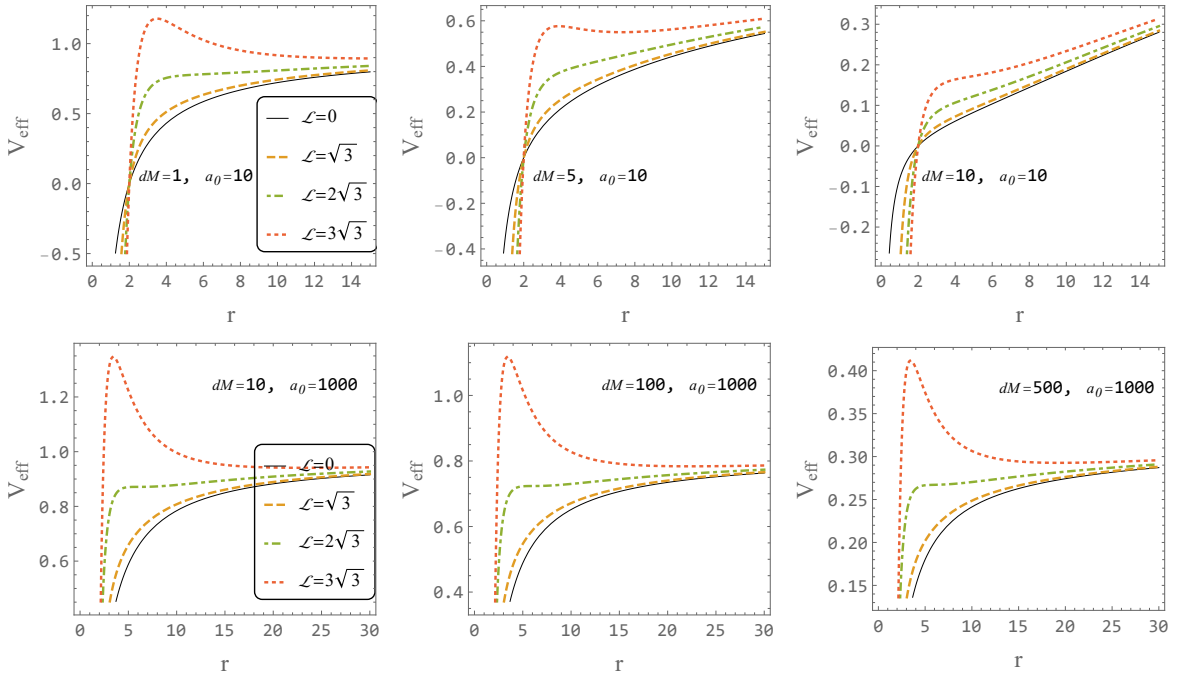 V_eff
1.0
0.5
0.0
−0.5
ℒ=0
ℒ=√3
ℒ=2√3
ℒ=3√3
dM=1, a_0=10
0 2 4 6 8 10 12 14
r
V_eff
0.6
0.4
0.2
0.0
−0.2
−0.4
dM=5, a_0=10
0 2 4 6 8 10 12 14
r
V_eff
0.3
0.2
0.1
0.0
−0.1
−0.2
dM=10, a_0=10
0 2 4 6 8 10 12 14
r
V_eff
1.2
1.0
0.8
0.6
dM=10, a_0=1000
ℒ=0
ℒ=√3
ℒ=2√3
ℒ=3√3
0 5 10 15 20 25 30
r
V_eff
1.0
0.8
0.6
0.4
dM=100, a_0=1000
0 5 10 15 20 25 30
r
V_eff
0.40
0.35
0.30
0.25
0.20
0.15
dM=500, a_0=1000
0 5 10 15 20 25 30
r